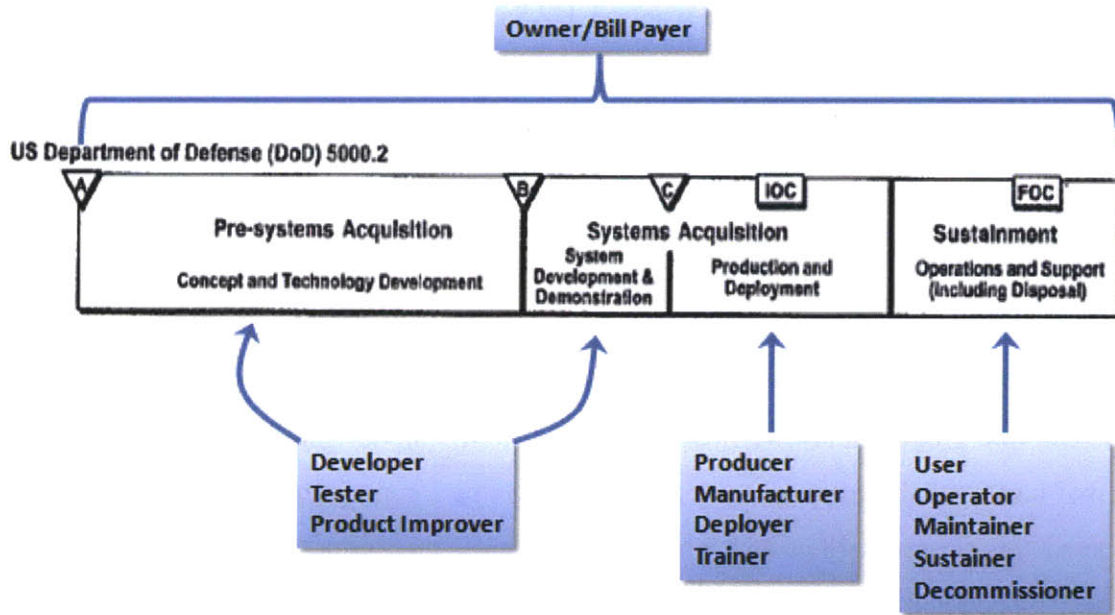 Owner/Bill Payer
US Department of Defense (DoD) 5000.2
A
B
C
IOC
FOC
Pre-systems Acquisition
Concept and Technology Development
Systems Acquisition
System
Development &
Demonstration
Production and
Deployment
Sustainment
Operations and Support
(Including Disposal)
Developer
Tester
Product Improver
Producer
Manufacturer
Deployer
Trainer
User
Operator
Maintainer
Sustainer
Decommissioner